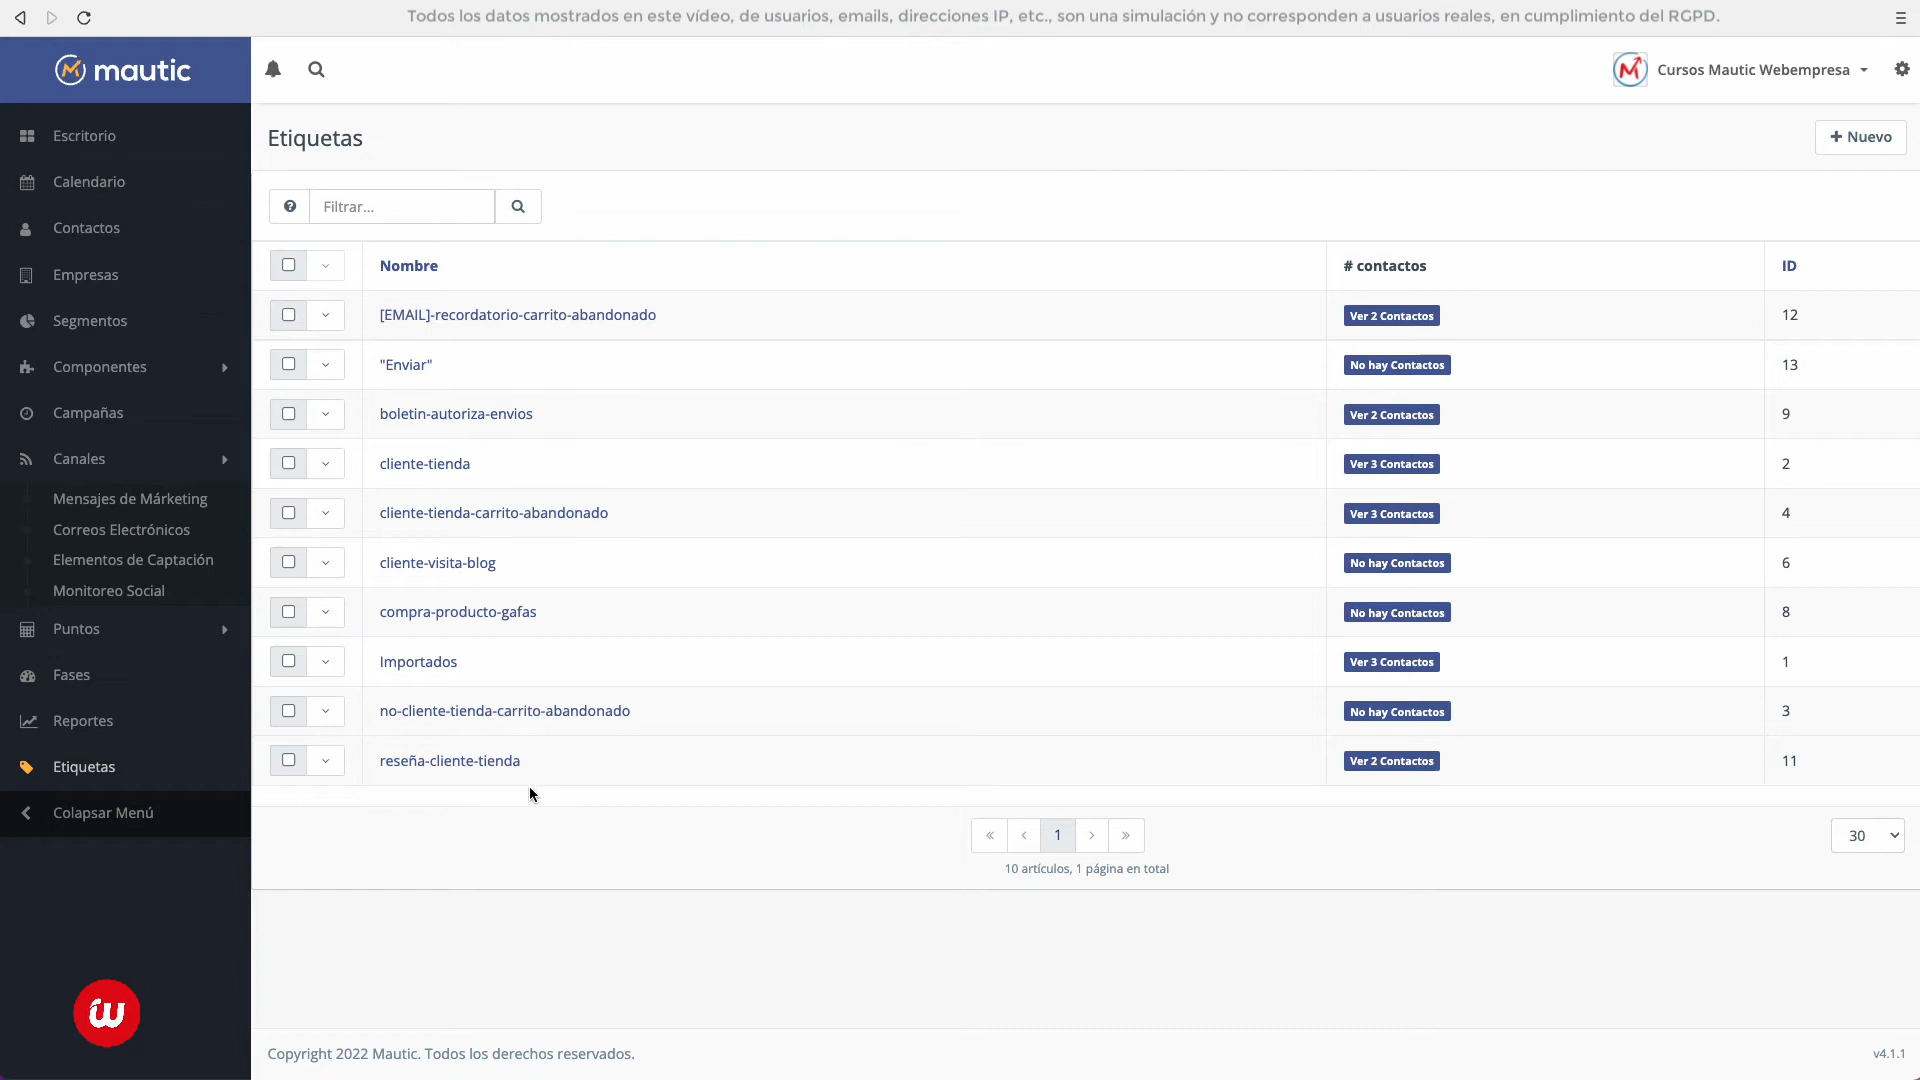 Todos los datos mostrados en este vídeo, de usuarios, emails, direcciones IP, etc., son una simulación y no corresponden a usuarios reales, en cumplimiento del RGPD.
mautic
Cursos Mautic Webempresa
Escritorio
Calendario
Contactos
Empresas
Segmentos
Componentes
Campañas
Canales
Mensajes de Márketing
Correos Electrónicos
Elementos de Captación
Monitoreo Social
Puntos
Fases
Reportes
Etiquetas
Colapsar Menú
Etiquetas
+ Nuevo
Filtrar...
Nombre # contactos ID
[EMAIL]-recordatorio-carrito-abandonado Ver 2 Contactos 12
"Enviar" No hay Contactos 13
boletin-autoriza-envios Ver 2 Contactos 9
cliente-tienda Ver 3 Contactos 2
cliente-tienda-carrito-abandonado Ver 3 Contactos 4
cliente-visita-blog No hay Contactos 6
compra-producto-gafas No hay Contactos 8
Importados Ver 3 Contactos 1
no-cliente-tienda-carrito-abandonado No hay Contactos 3
reseña-cliente-tienda Ver 2 Contactos 11
« ‹ 1 › »
30
10 artículos, 1 página en total
Copyright 2022 Mautic. Todos los derechos reservados.
v4.1.1